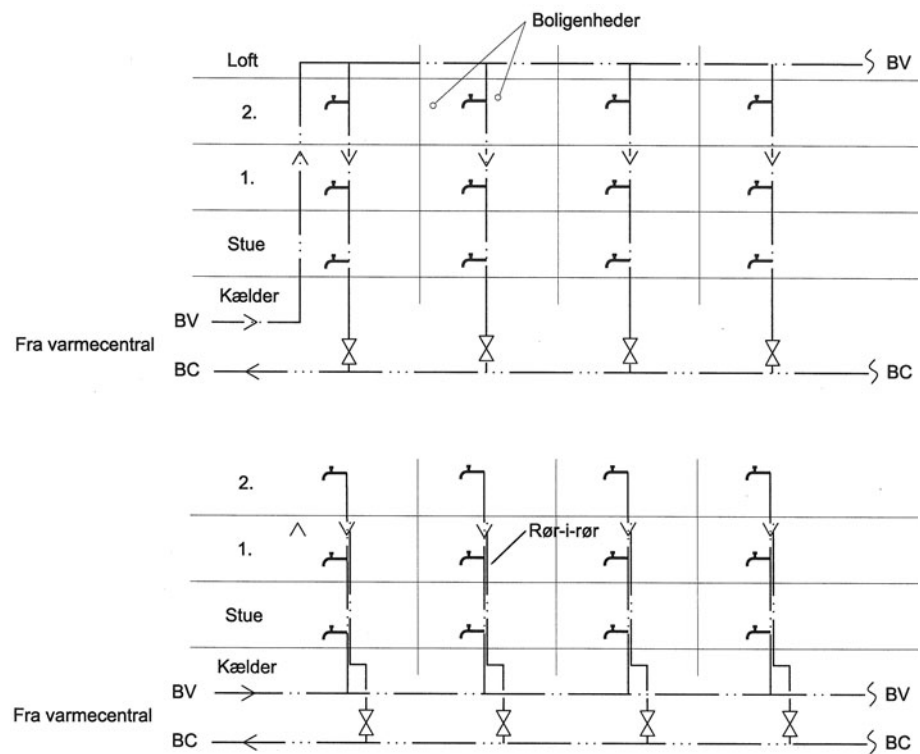 Boligenheder
Loft
BV
2.
1.
Stue
Kælder
BV
Fra varmecentral
BC
BC
2.
Rør-i-rør
1.
Stue
Kælder
BV
BV
Fra varmecentral
BC
BC